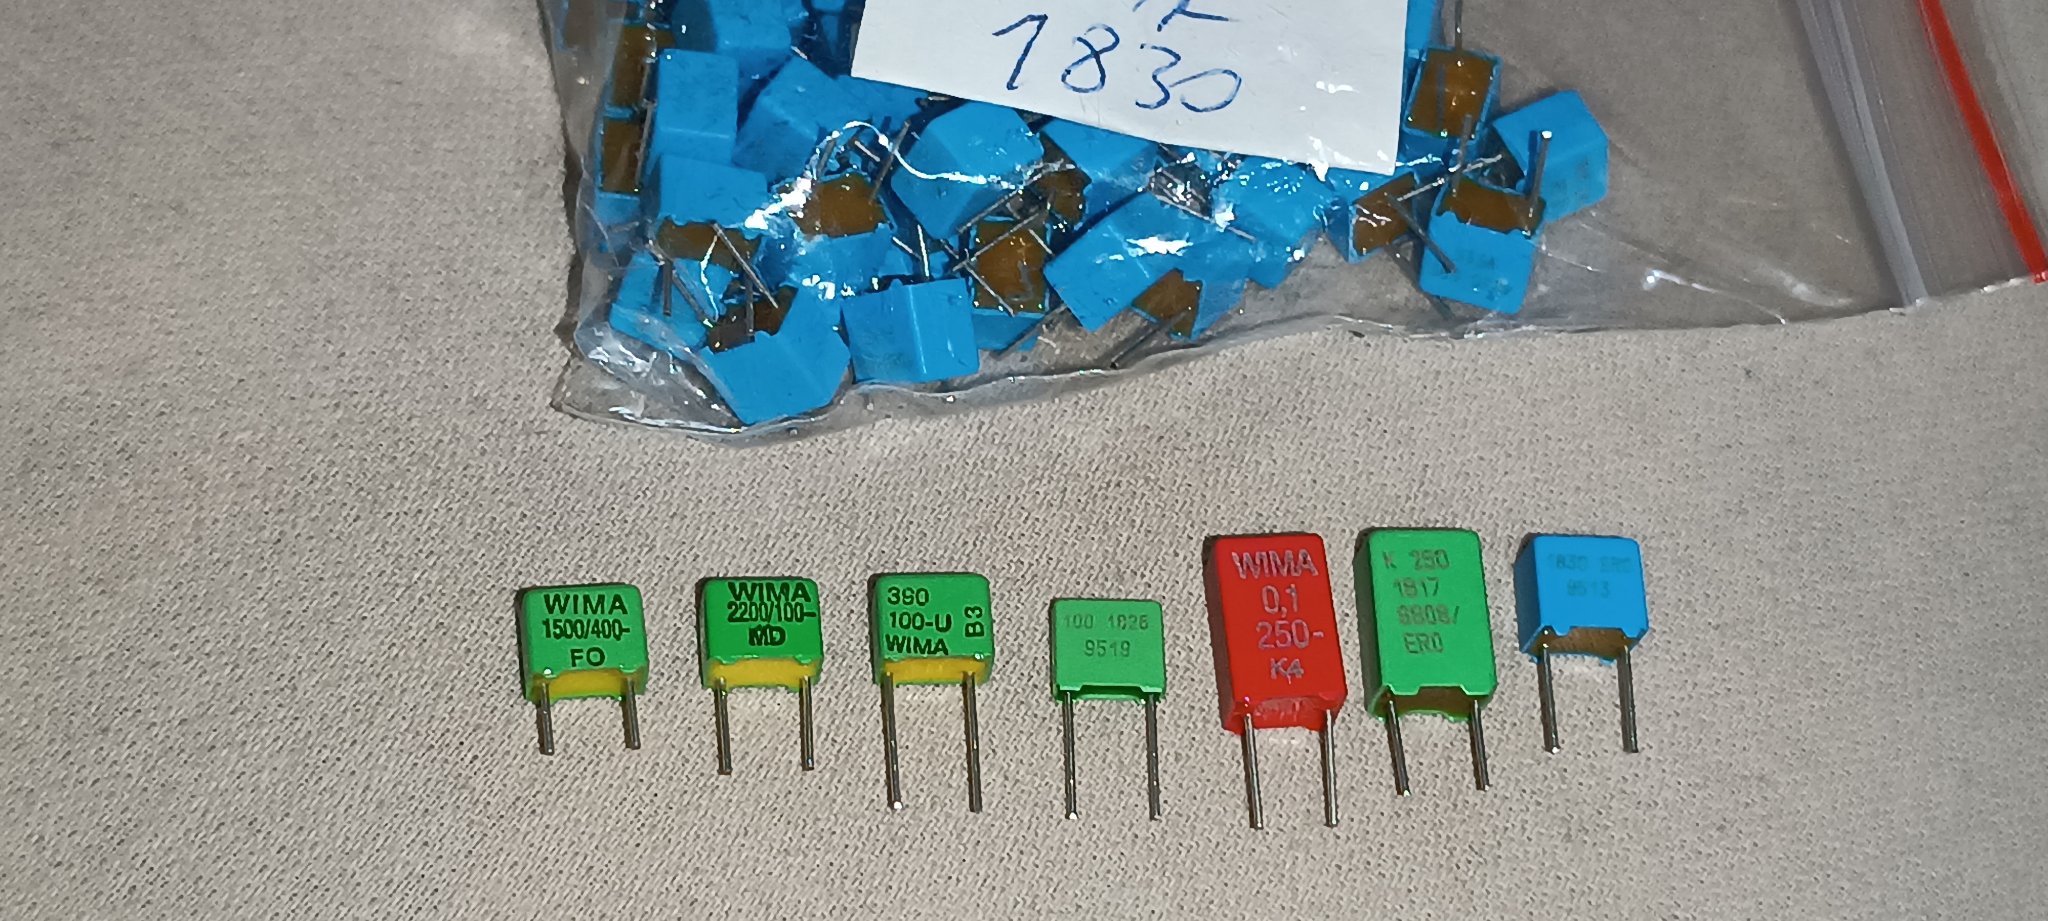 1830
WIMA
1500/400-
FO
WIMA
2200/100-
MD
390
100-U
WIMA
B3
100 1826
9519
WIMA
0,1
250-
K4
K 250
1817
ERO
1830 ERO
9513